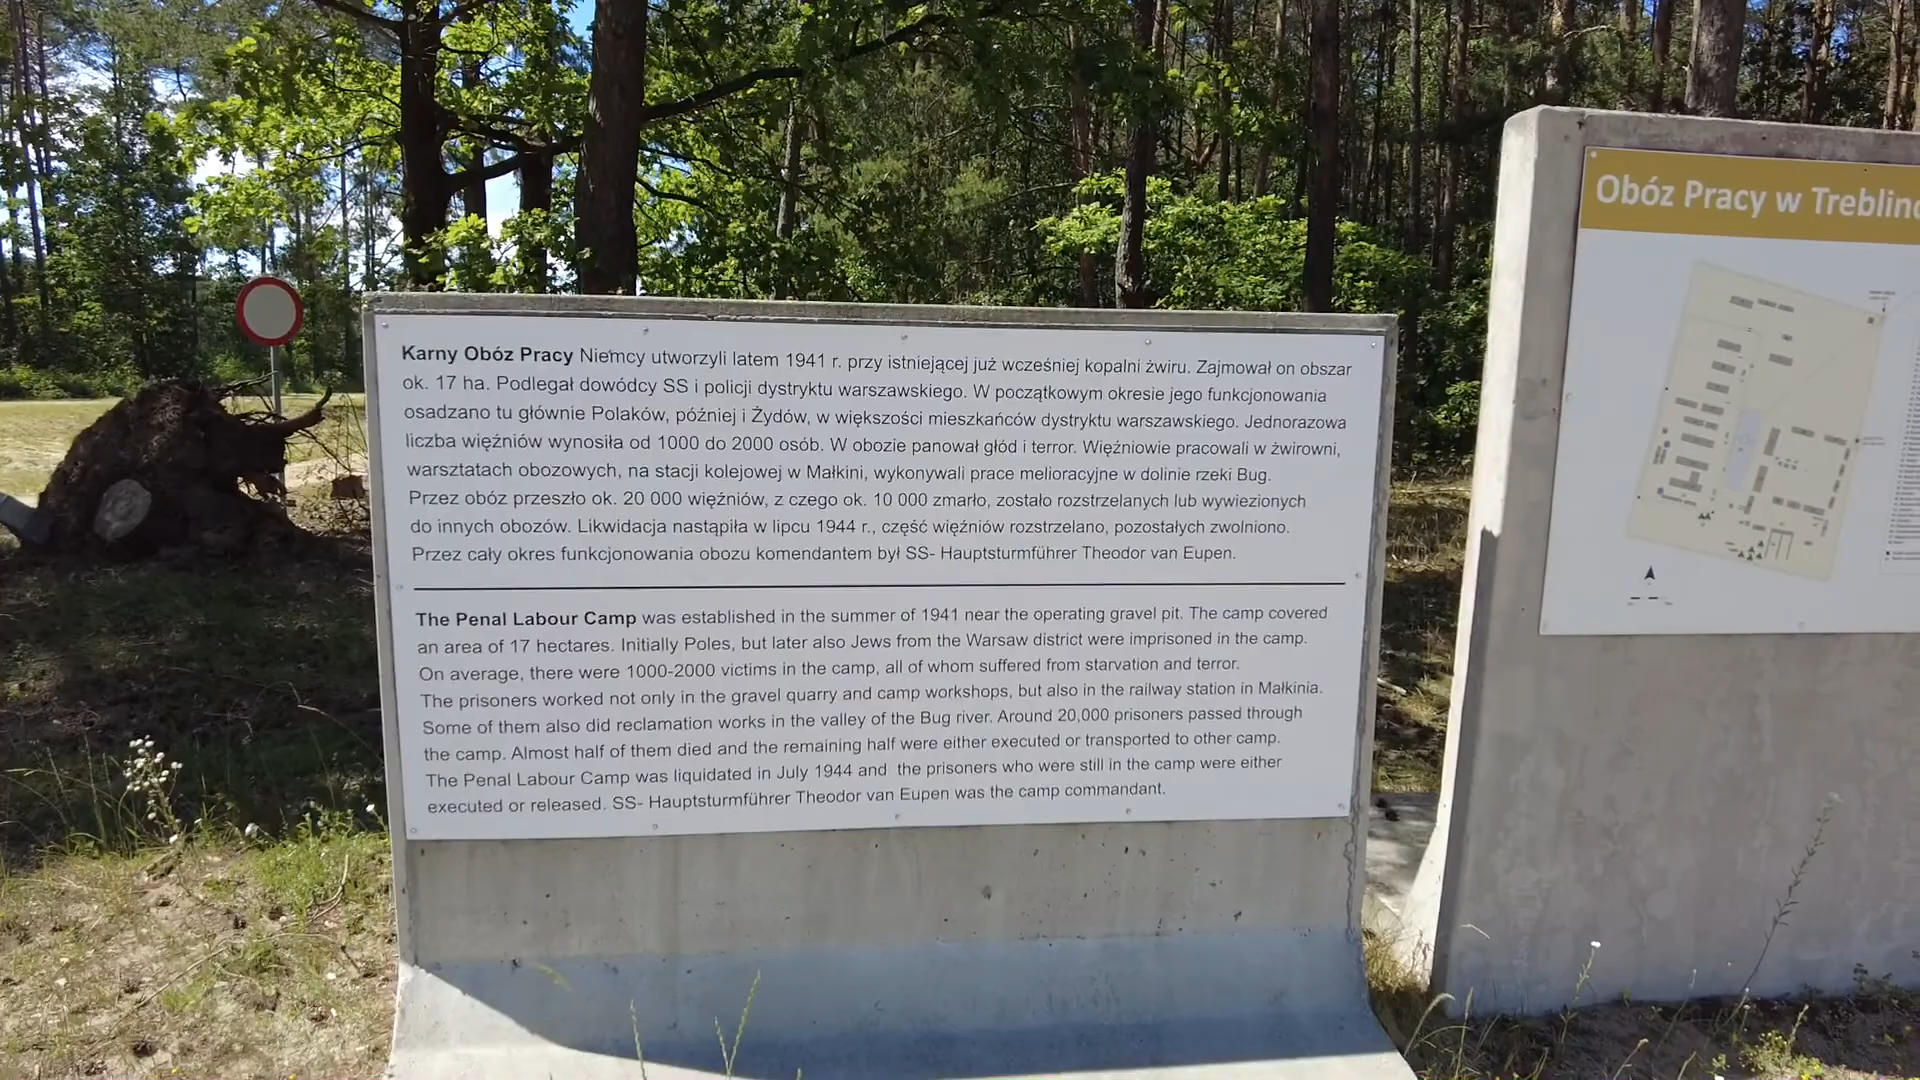 Karny Obóz Pracy Niemcy utworzyli latem 1941 r. przy istniejącej już wcześniej kopalni żwiru. Zajmował on obszar
ok. 17 ha. Podlegał dowódcy SS i policji dystryktu warszawskiego. W początkowym okresie jego funkcjonowania
osadzano tu głównie Polaków, później i Żydów, w większości mieszkańców dystryktu warszawskiego. Jednorazowa
liczba więźniów wynosiła od 1000 do 2000 osób. W obozie panował głód i terror. Więźniowie pracowali w żwirowni,
warsztatach obozowych, na stacji kolejowej w Małkini, wykonywali prace melioracyjne w dolinie rzeki Bug.
Przez obóz przeszło ok. 20 000 więźniów, z czego ok. 10 000 zmarło, zostało rozstrzelanych lub wywiezionych
do innych obozów. Likwidacja nastąpiła w lipcu 1944 r., część więźniów rozstrzelano, pozostałych zwolniono.
Przez cały okres funkcjonowania obozu komendantem był SS- Hauptsturmführer Theodor van Eupen.
The Penal Labour Camp was established in the summer of 1941 near the operating gravel pit. The camp covered
an area of 17 hectares. Initially Poles, but later also Jews from the Warsaw district were imprisoned in the camp.
On average, there were 1000-2000 victims in the camp, all of whom suffered from starvation and terror.
The prisoners worked not only in the gravel quarry and camp workshops, but also in the railway station in Małkinia.
Some of them also did reclamation works in the valley of the Bug river. Around 20,000 prisoners passed through
the camp. Almost half of them died and the remaining half were either executed or transported to other camp.
The Penal Labour Camp was liquidated in July 1944 and the prisoners who were still in the camp were either
executed or released. SS- Hauptsturmführer Theodor van Eupen was the camp commandant.
Obóz Pracy w Treblinc